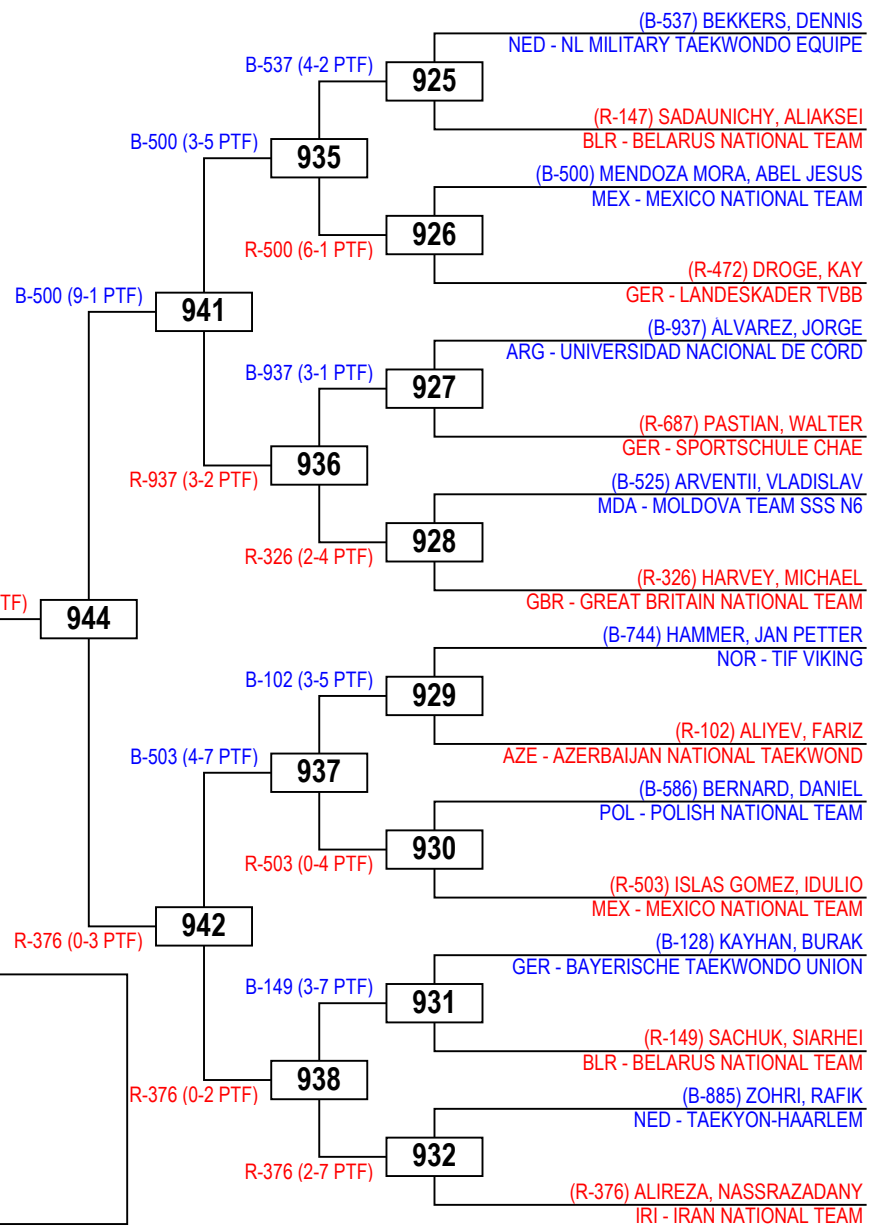 (B-537) BEKKERS, DENNIS
NED - NL MILITARY TAEKWONDO EQUIPE
B-537 (4-2 PTF)
925
(R-147) SADAUNICHY, ALIAKSEI
BLR - BELARUS NATIONAL TEAM
B-500 (3-5 PTF)
935
(B-500) MENDOZA MORA, ABEL JESUS
MEX - MEXICO NATIONAL TEAM
R-500 (6-1 PTF)
926
(R-472) DROGE, KAY
GER - LANDESKADER TVBB
B-500 (9-1 PTF)
941
(B-937) ÁLVAREZ, JORGE
ARG - UNIVERSIDAD NACIONAL DE CÓRD
B-937 (3-1 PTF)
927
(R-687) PASTIAN, WALTER
GER - SPORTSCHULE CHAE
R-937 (3-2 PTF)
936
(B-525) ARVENTII, VLADISLAV
MDA - MOLDOVA TEAM SSS N6
R-326 (2-4 PTF)
928
(R-326) HARVEY, MICHAEL
GBR - GREAT BRITAIN NATIONAL TEAM
TF)
944
(B-744) HAMMER, JAN PETTER
NOR - TIF VIKING
B-102 (3-5 PTF)
929
(R-102) ALIYEV, FARIZ
AZE - AZERBAIJAN NATIONAL TAEKWOND
B-503 (4-7 PTF)
937
(B-586) BERNARD, DANIEL
POL - POLISH NATIONAL TEAM
R-503 (0-4 PTF)
930
(R-503) ISLAS GOMEZ, IDULIO
MEX - MEXICO NATIONAL TEAM
R-376 (0-3 PTF)
942
(B-128) KAYHAN, BURAK
GER - BAYERISCHE TAEKWONDO UNION
B-149 (3-7 PTF)
931
(R-149) SACHUK, SIARHEI
BLR - BELARUS NATIONAL TEAM
R-376 (0-2 PTF)
938
(B-885) ZOHRI, RAFIK
NED - TAEKYON-HAARLEM
R-376 (2-7 PTF)
932
(R-376) ALIREZA, NASSRAZADANY
IRI - IRAN NATIONAL TEAM